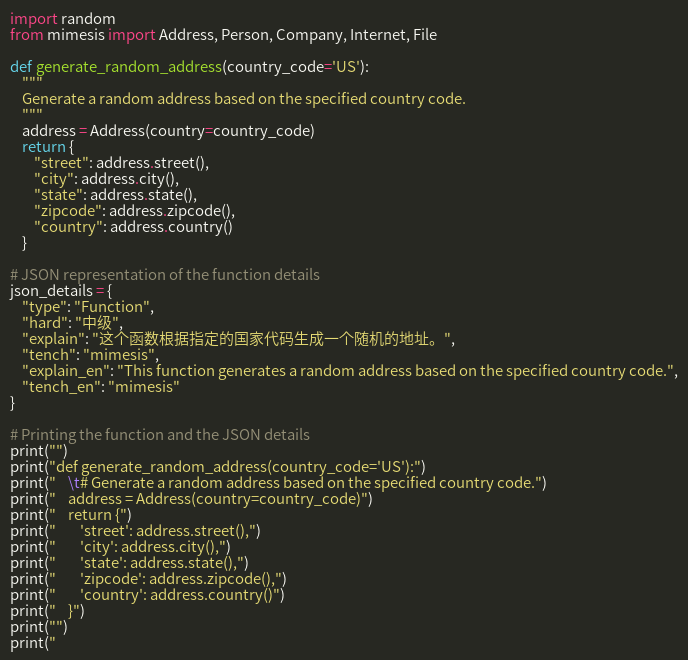 import random
from mimesis import Address, Person, Company, Internet, File

def generate_random_address(country_code='US'):
    """
    Generate a random address based on the specified country code.
    """
    address = Address(country=country_code)
    return {
        "street": address.street(),
        "city": address.city(),
        "state": address.state(),
        "zipcode": address.zipcode(),
        "country": address.country()
    }

# JSON representation of the function details
json_details = {
    "type": "Function",
    "hard": "中级",
    "explain": "这个函数根据指定的国家代码生成一个随机的地址。",
    "tench": "mimesis",
    "explain_en": "This function generates a random address based on the specified country code.",
    "tench_en": "mimesis"
}

# Printing the function and the JSON details
print("")
print("def generate_random_address(country_code='US'):")
print("    \t# Generate a random address based on the specified country code.")
print("    address = Address(country=country_code)")
print("    return {")
print("        'street': address.street(),")
print("        'city': address.city(),")
print("        'state': address.state(),")
print("        'zipcode': address.zipcode(),")
print("        'country': address.country()")
print("    }")
print("")
print("